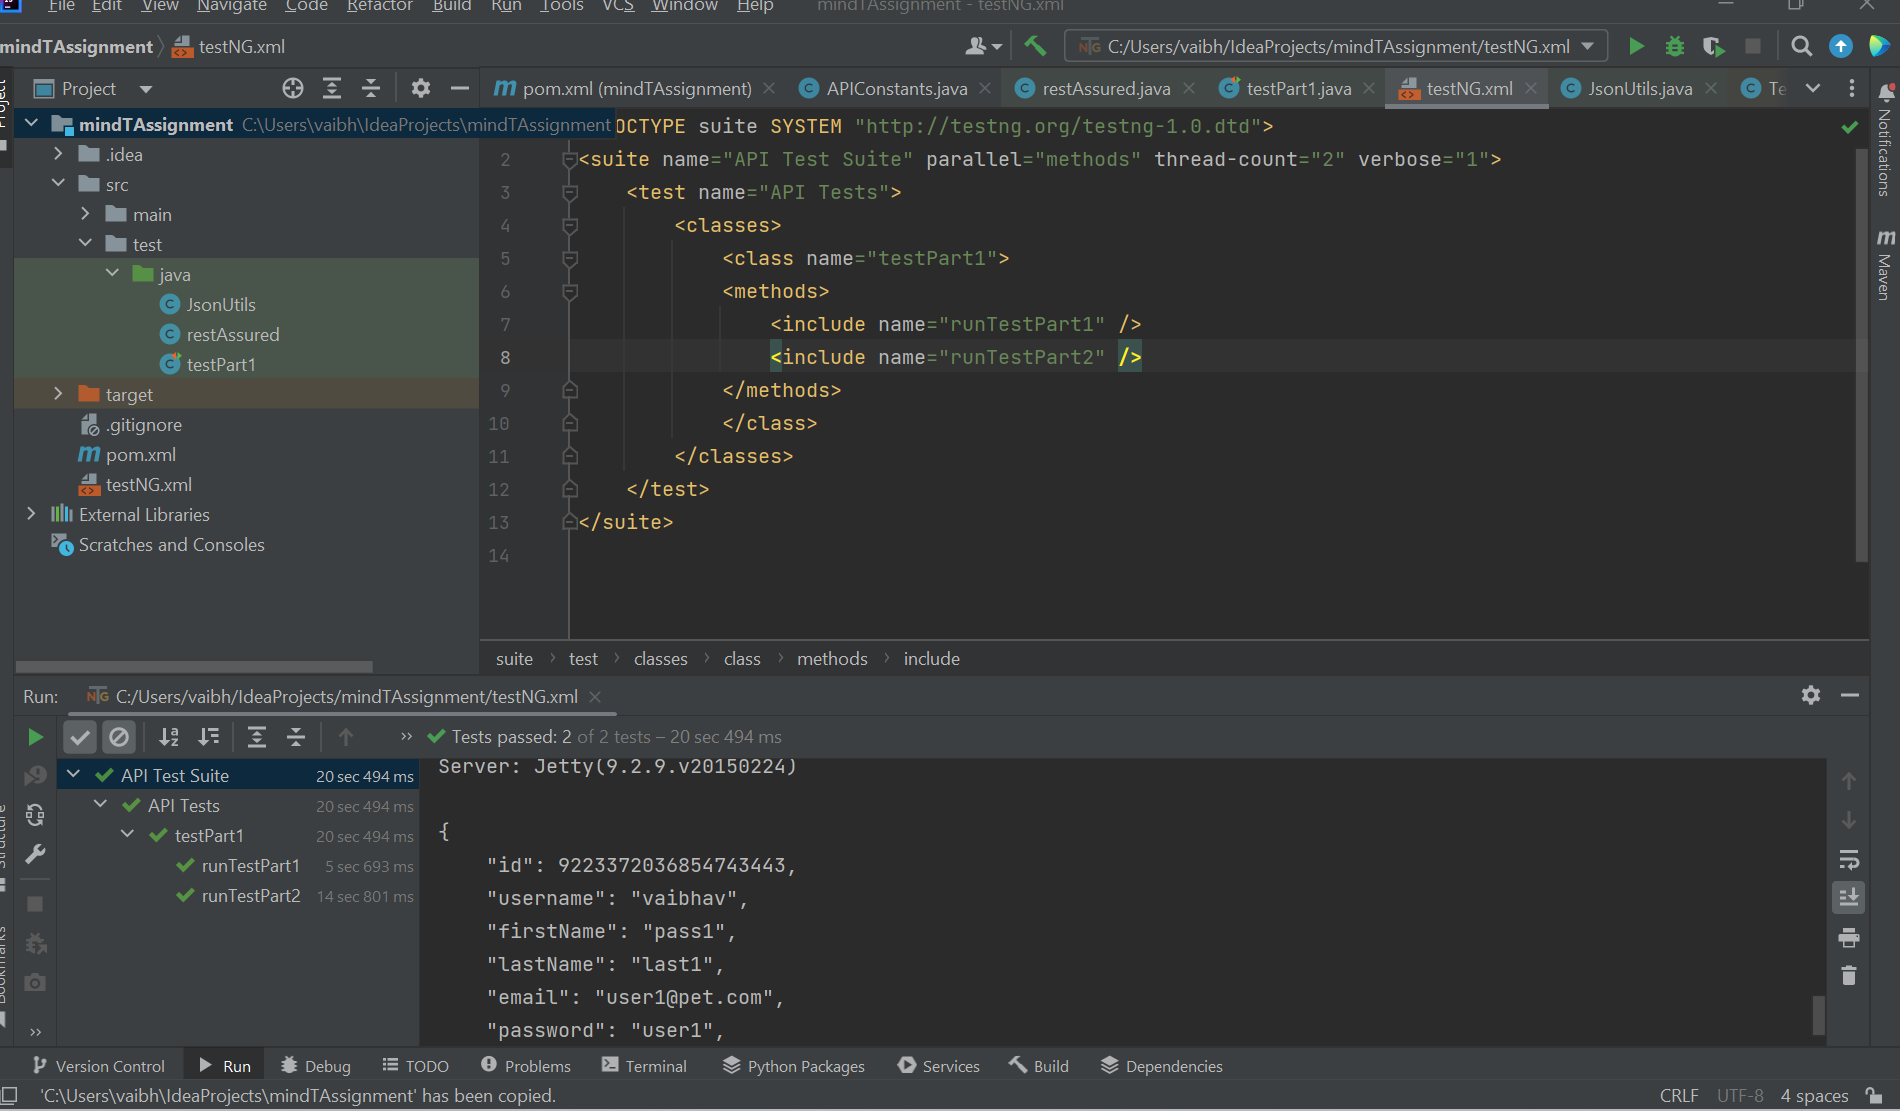 File Edit View Navigate Code Refactor Build Run Tools VCS Window Help mindTAssignment - testNG.xml
mindTAssignment testNG.xml
C:/Users/vaibh/IdeaProjects/mindTAssignment/testNG.xml
Project
pom.xml (mindTAssignment) APIConstants.java restAssured.java testPart1.java testNG.xml JsonUtils.java Te
mindTAssignment C:\Users\vaibh\IdeaProjects\mindTAssignment
.idea
src
main
test
java
JsonUtils
restAssured
testPart1
target
.gitignore
pom.xml
testNG.xml
External Libraries
Scratches and Consoles
OCTYPE suite SYSTEM "http://testng.org/testng-1.0.dtd">
2 <suite name="API Test Suite" parallel="methods" thread-count="2" verbose="1">
3 <test name="API Tests">
4 <classes>
5 <class name="testPart1">
6 <methods>
7 <include name="runTestPart1" />
8 <include name="runTestPart2" />
9 </methods>
10 </class>
11 </classes>
12 </test>
13 </suite>
14
suite test classes class methods include
Notifications
Maven
Project
Run: C:/Users/vaibh/IdeaProjects/mindTAssignment/testNG.xml
Tests passed: 2 of 2 tests – 20 sec 494 ms
API Test Suite 20 sec 494 ms
API Tests 20 sec 494 ms
testPart1 20 sec 494 ms
runTestPart1 5 sec 693 ms
runTestPart2 14 sec 801 ms
Server: Jetty(9.2.9.v20150224)
{
"id": 9223372036854743443,
"username": "vaibhav",
"firstName": "pass1",
"lastName": "last1",
"email": "user1@pet.com",
"password": "user1",
Structure
Bookmarks
Version Control Run Debug TODO Problems Terminal Python Packages Services Build Dependencies
'C:\Users\vaibh\IdeaProjects\mindTAssignment' has been copied.
CRLF UTF-8 4 spaces